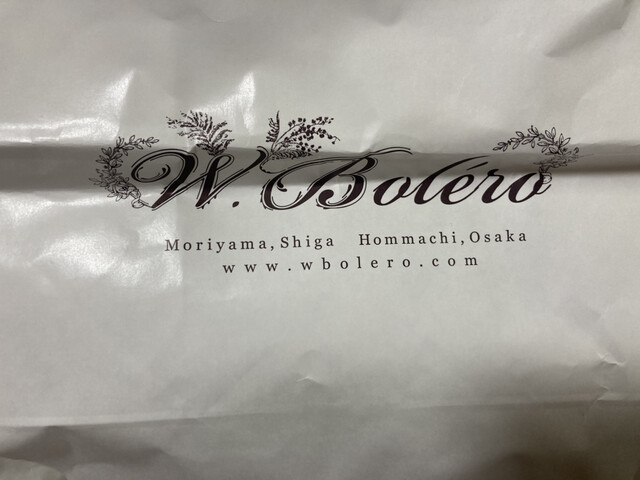 W. Boléro
Moriyama,Shiga Hommachi,Osaka
www.wbolero.com